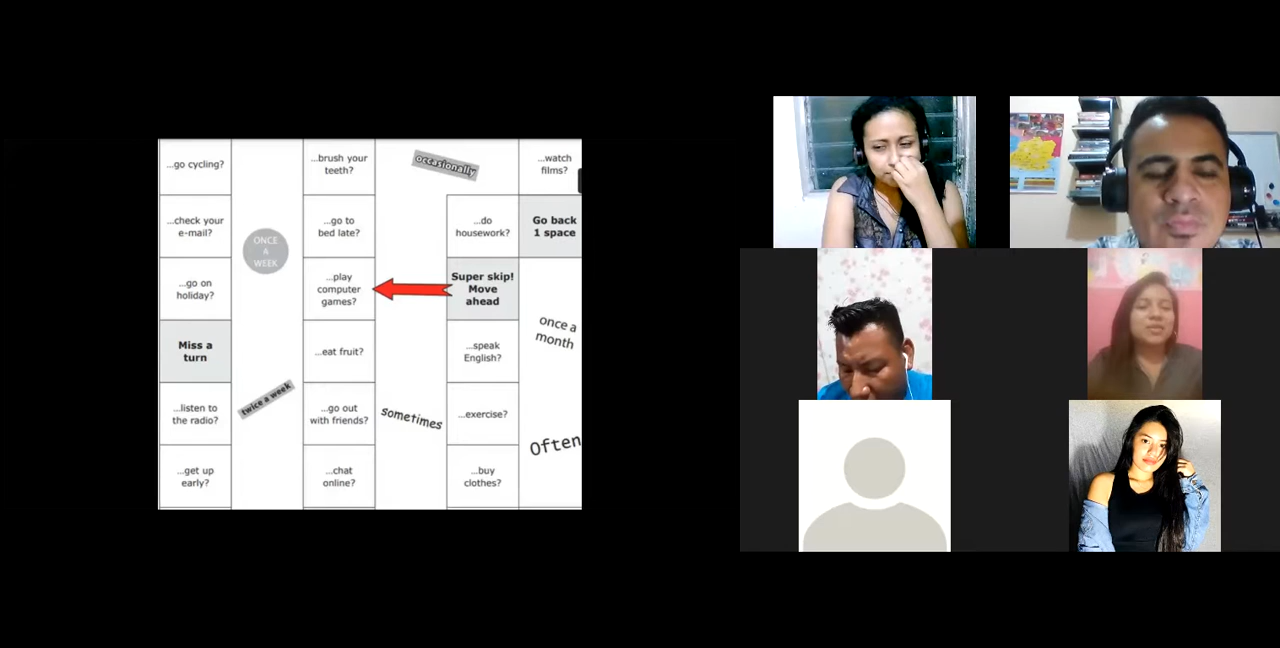 ...go cycling?
...check your
e-mail?
...go on
holiday?
Miss a
turn
...listen to
the radio?
...get up
early?
ONCE
A
WEEK
twice a week
...brush your
teeth?
...go to
bed late?
...play
computer
games?
...eat fruit?
...go out
with friends?
...chat
online?
occasionally
sometimes
...do
housework?
Super skip!
Move
ahead
...speak
English?
...exercise?
...buy
clothes?
...watch
films?
Go back
1 space
once a
month
Often